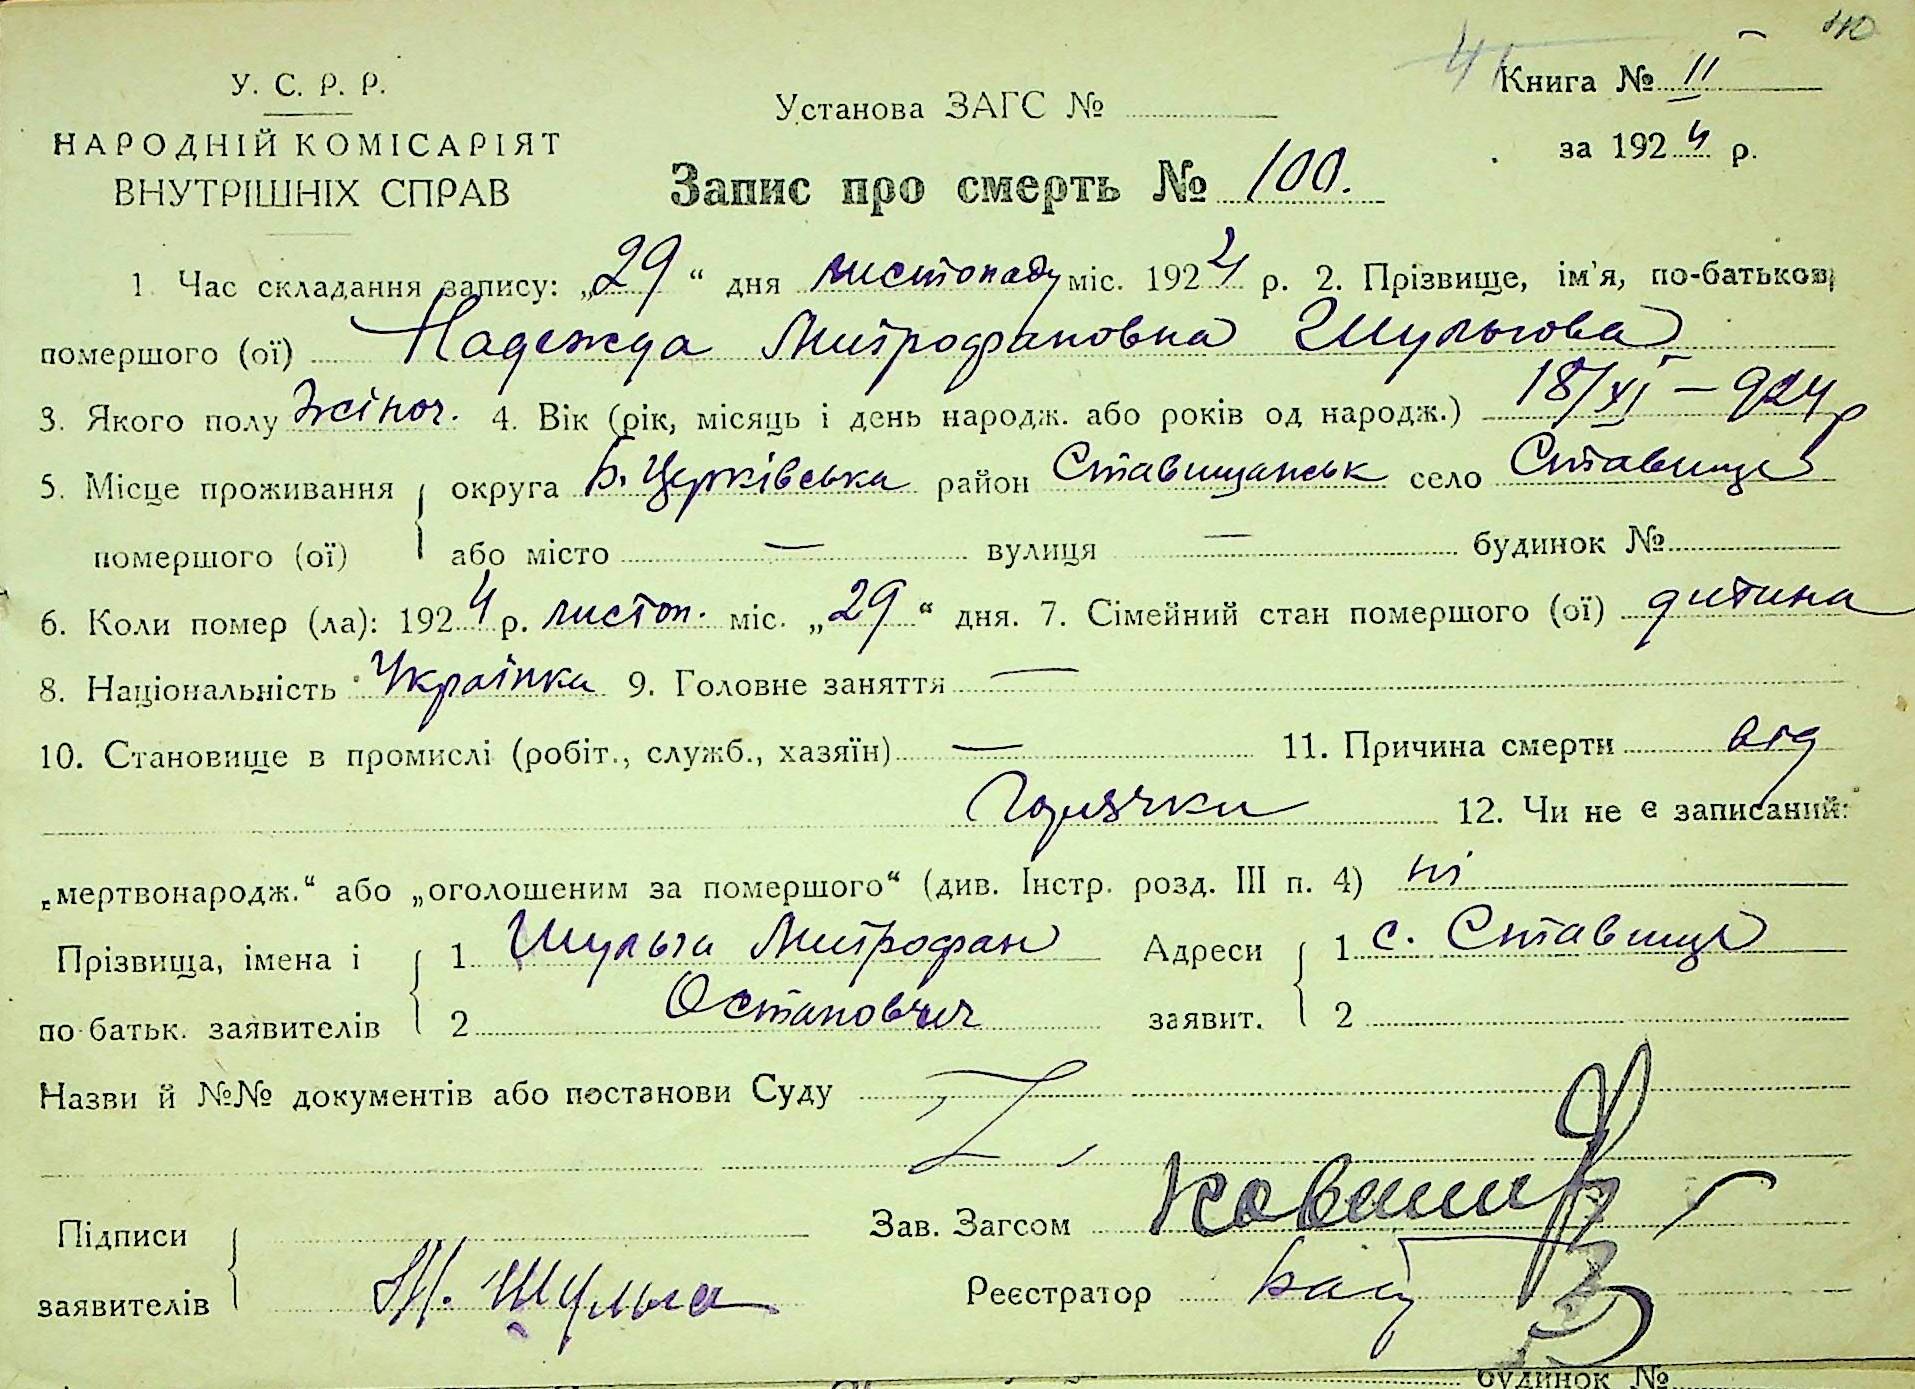 40
41 Книга № II
У. С. Р. Р.
Установа ЗАГС №
за 1924 р.
НАРОДНІЙ КОМІСАРІЯТ
ВНУТРІШНІХ СПРАВ
Запис про смерть № 100.
1 Час складання запису: „29“ дня листопаду міс. 1924 р. 2. Прізвище, ім'я, по-батькові
помершого (ої) Надежда Митрофановна Шульгова
3. Якого полу жіноч. 4. Вік (рік, місяць і день народж. або років од народж.) 18/XI – 924 р
5. Місце проживання округа Б. Церківська район Ставищанськ село Ставище
помершого (ої) або місто — вулиця — будинок №
6. Коли помер (ла): 1924 р. листоп. міс. „29“ дня. 7. Сімейний стан помершого (ої) дитина
8. Національність Українка 9. Головне заняття —
10. Становище в промислі (робіт., служб., хазяїн) — 11. Причина смерти від
горячки 12. Чи не є записаний:
„мертвонародж.“ або „оголошеним за помершого“ (див. Інстр. розд. III п. 4) ні
Прізвища, імена і 1 Шульга Митрофан Адреси 1 с. Ставище
по батьк. заявителів 2 Остапович заявит. 2
Назви й №№ документів або постанови Суду
Підписи Зав. Загсом
заявителів М. Шульга Реєстратор
будинок №